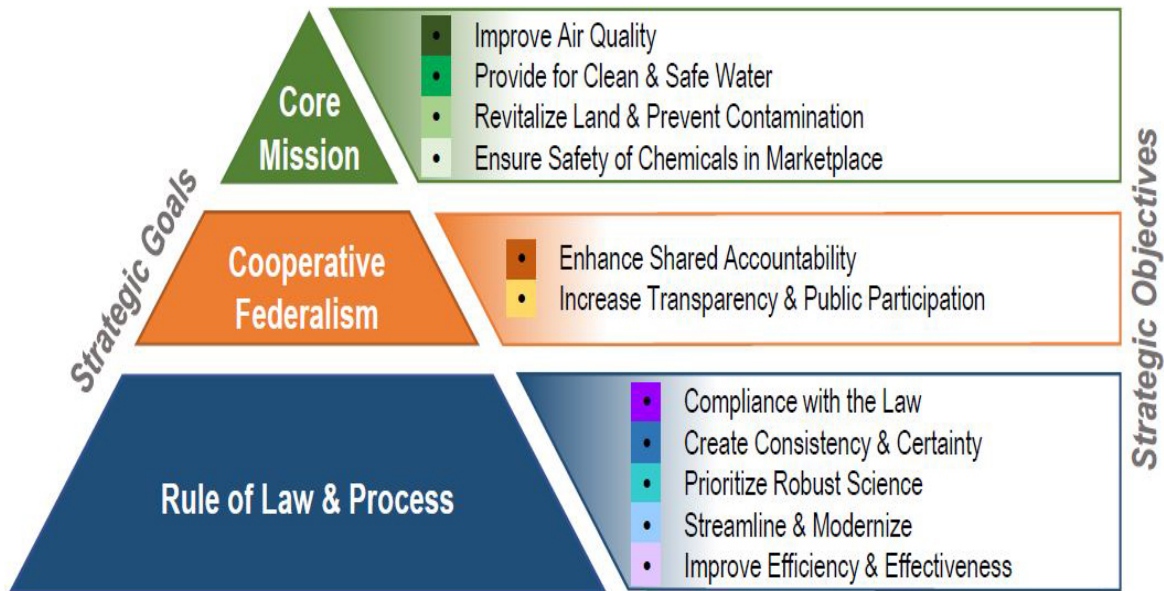 Strategic Goals
Core
Mission
• Improve Air Quality
• Provide for Clean & Safe Water
• Revitalize Land & Prevent Contamination
• Ensure Safety of Chemicals in Marketplace
Cooperative
Federalism
• Enhance Shared Accountability
• Increase Transparency & Public Participation
Rule of Law & Process
• Compliance with the Law
• Create Consistency & Certainty
• Prioritize Robust Science
• Streamline & Modernize
• Improve Efficiency & Effectiveness
Strategic Objectives